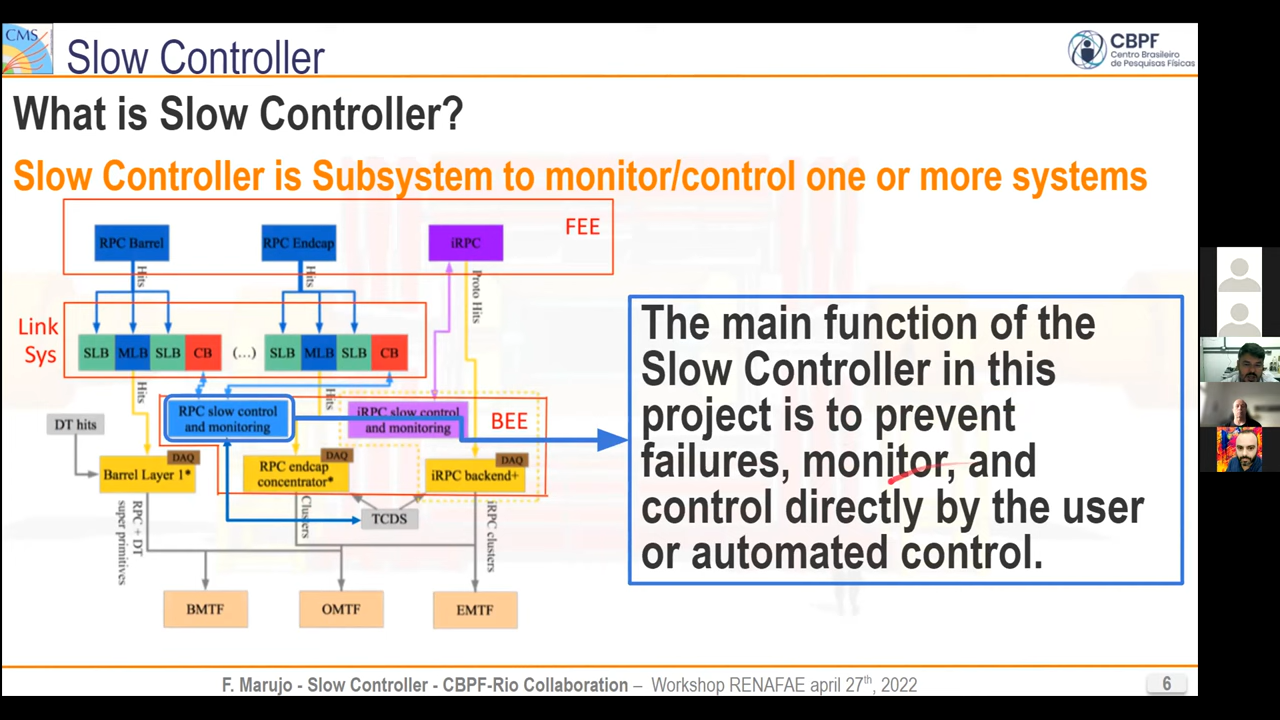 CMS
Slow Controller
CBPF
Centro Brasileiro
de Pesquisas Físicas
What is Slow Controller?
Slow Controller is Subsystem to monitor/control one or more systems
FEE
RPC Barrel
RPC Endcap
iRPC
Hits
Hits
Proto Hits
Link
Sys
SLB
MLB
SLB
CB
(...)
SLB
MLB
SLB
CB
Hits
Hits
RPC slow control
and monitoring
iRPC slow control
and monitoring
BEE
DT hits
DAQ
Barrel Layer 1*
DAQ
RPC endcap
concentrator*
DAQ
iRPC backend+
TCDS
RPC + DT
super primitives
Clusters
iRPC clusters
BMTF
OMTF
EMTF
The main function of the
Slow Controller in this
project is to prevent
failures, monitor, and
control directly by the user
or automated control.
F. Marujo - Slow Controller - CBPF-Rio Collaboration – Workshop RENAFAE april 27th, 2022
6